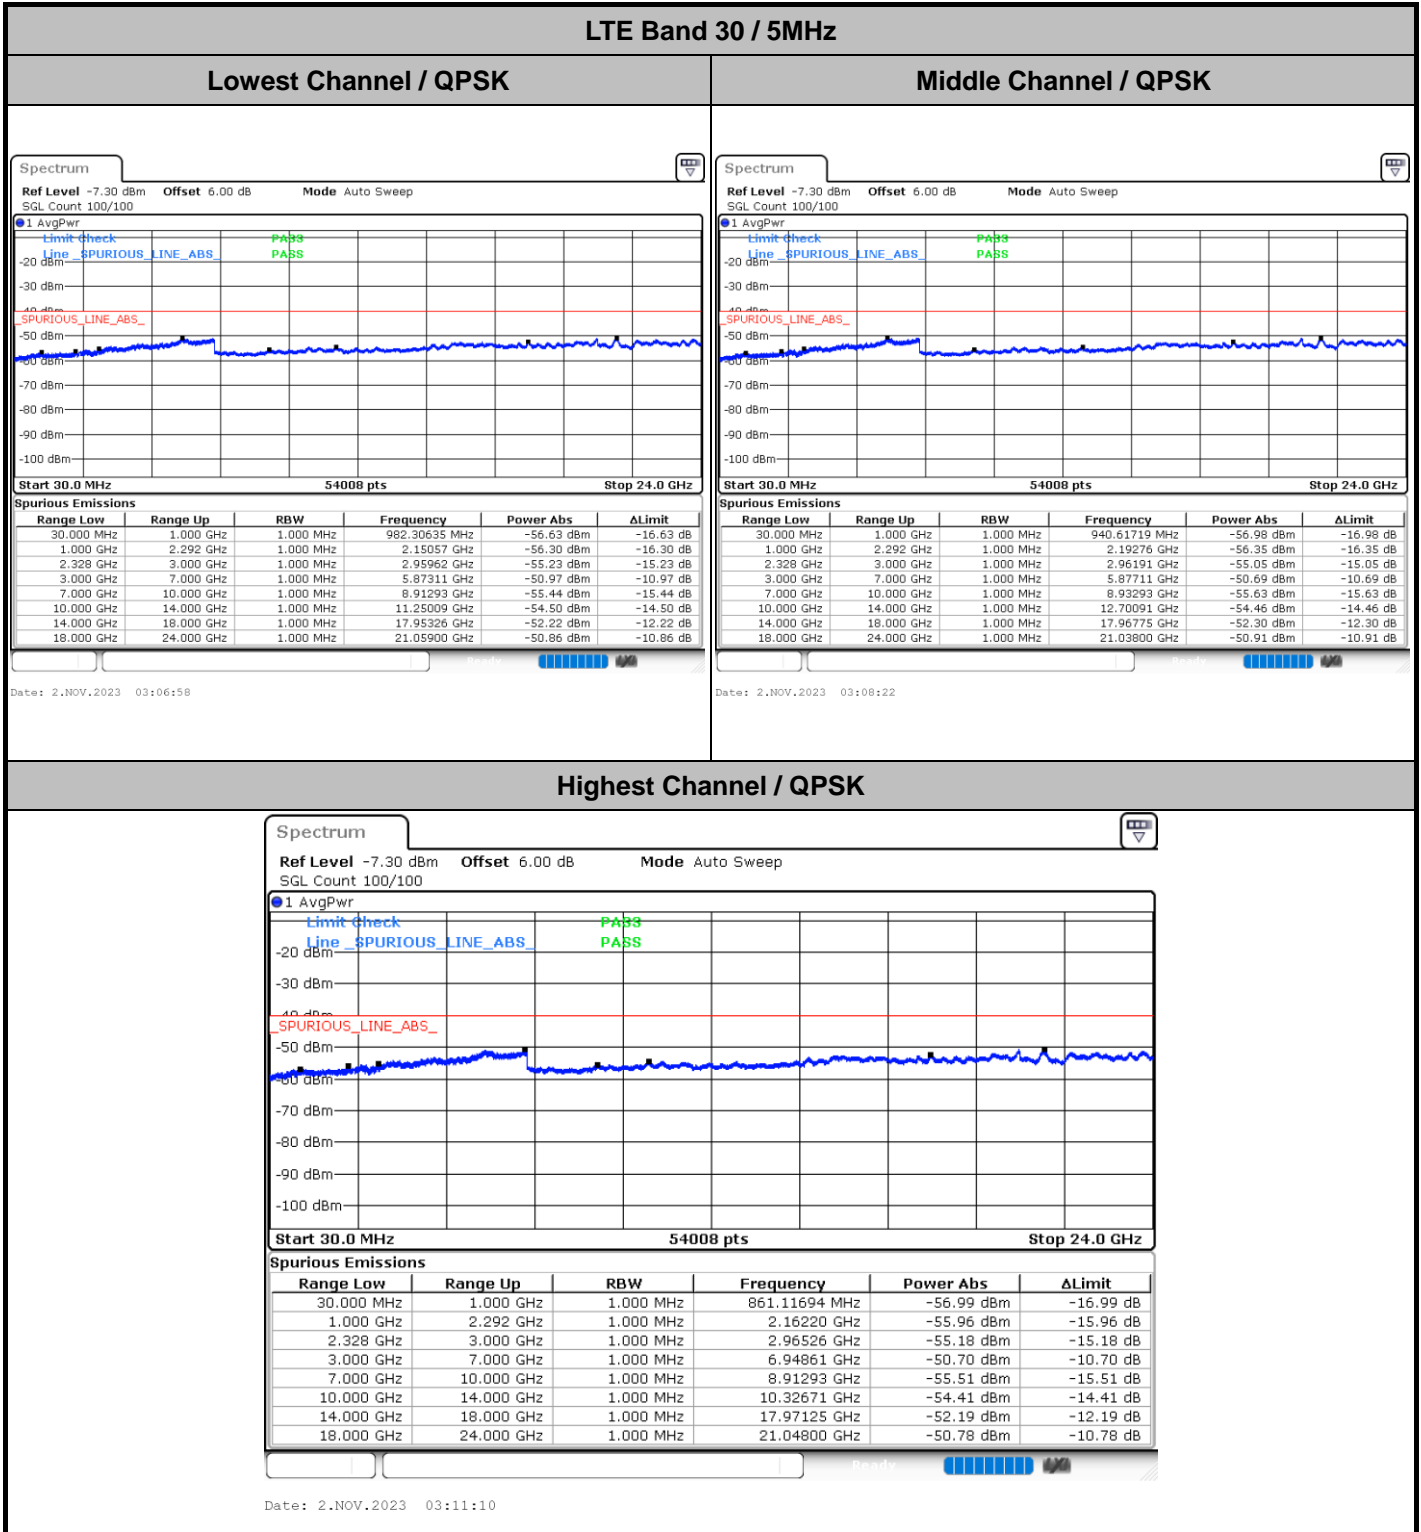 LTE Band 30 / 5MHz
Lowest Channel / QPSK
Middle Channel / QPSK
Spectrum
Ref Level -7.30 dBm Offset 6.00 dB Mode Auto Sweep
SGL Count 100/100
1 AvgPwr
Limit Check PASS
Line _SPURIOUS_LINE_ABS_ PASS
-20 dBm
-30 dBm
-40 dBm
_SPURIOUS_LINE_ABS_
-50 dBm
-60 dBm
-70 dBm
-80 dBm
-90 dBm
-100 dBm
Start 30.0 MHz 54008 pts Stop 24.0 GHz
Spurious Emissions
Range Low Range Up RBW Frequency Power Abs ΔLimit
30.000 MHz 1.000 GHz 1.000 MHz 982.30635 MHz -56.63 dBm -16.63 dB
1.000 GHz 2.292 GHz 1.000 MHz 2.15057 GHz -56.30 dBm -16.30 dB
2.328 GHz 3.000 GHz 1.000 MHz 2.95962 GHz -55.23 dBm -15.23 dB
3.000 GHz 7.000 GHz 1.000 MHz 5.87311 GHz -50.97 dBm -10.97 dB
7.000 GHz 10.000 GHz 1.000 MHz 8.91293 GHz -55.44 dBm -15.44 dB
10.000 GHz 14.000 GHz 1.000 MHz 11.25009 GHz -54.50 dBm -14.50 dB
14.000 GHz 18.000 GHz 1.000 MHz 17.95326 GHz -52.22 dBm -12.22 dB
18.000 GHz 24.000 GHz 1.000 MHz 21.05900 GHz -50.86 dBm -10.86 dB
Ready
Date: 2.NOV.2023 03:06:58
Spectrum
Ref Level -7.30 dBm Offset 6.00 dB Mode Auto Sweep
SGL Count 100/100
1 AvgPwr
Limit Check PASS
Line _SPURIOUS_LINE_ABS_ PASS
-20 dBm
-30 dBm
-40 dBm
_SPURIOUS_LINE_ABS_
-50 dBm
-60 dBm
-70 dBm
-80 dBm
-90 dBm
-100 dBm
Start 30.0 MHz 54008 pts Stop 24.0 GHz
Spurious Emissions
Range Low Range Up RBW Frequency Power Abs ΔLimit
30.000 MHz 1.000 GHz 1.000 MHz 940.61719 MHz -56.98 dBm -16.98 dB
1.000 GHz 2.292 GHz 1.000 MHz 2.19276 GHz -56.35 dBm -16.35 dB
2.328 GHz 3.000 GHz 1.000 MHz 2.96191 GHz -55.05 dBm -15.05 dB
3.000 GHz 7.000 GHz 1.000 MHz 5.87711 GHz -50.69 dBm -10.69 dB
7.000 GHz 10.000 GHz 1.000 MHz 8.93293 GHz -55.63 dBm -15.63 dB
10.000 GHz 14.000 GHz 1.000 MHz 12.70091 GHz -54.46 dBm -14.46 dB
14.000 GHz 18.000 GHz 1.000 MHz 17.96775 GHz -52.30 dBm -12.30 dB
18.000 GHz 24.000 GHz 1.000 MHz 21.03800 GHz -50.91 dBm -10.91 dB
Ready
Date: 2.NOV.2023 03:08:22
Highest Channel / QPSK
Spectrum
Ref Level -7.30 dBm Offset 6.00 dB Mode Auto Sweep
SGL Count 100/100
1 AvgPwr
Limit Check PASS
Line _SPURIOUS_LINE_ABS_ PASS
-20 dBm
-30 dBm
-40 dBm
_SPURIOUS_LINE_ABS_
-50 dBm
-60 dBm
-70 dBm
-80 dBm
-90 dBm
-100 dBm
Start 30.0 MHz 54008 pts Stop 24.0 GHz
Spurious Emissions
Range Low Range Up RBW Frequency Power Abs ΔLimit
30.000 MHz 1.000 GHz 1.000 MHz 861.11694 MHz -56.99 dBm -16.99 dB
1.000 GHz 2.292 GHz 1.000 MHz 2.16220 GHz -55.96 dBm -15.96 dB
2.328 GHz 3.000 GHz 1.000 MHz 2.96526 GHz -55.18 dBm -15.18 dB
3.000 GHz 7.000 GHz 1.000 MHz 6.94861 GHz -50.70 dBm -10.70 dB
7.000 GHz 10.000 GHz 1.000 MHz 8.91293 GHz -55.51 dBm -15.51 dB
10.000 GHz 14.000 GHz 1.000 MHz 10.32671 GHz -54.41 dBm -14.41 dB
14.000 GHz 18.000 GHz 1.000 MHz 17.97125 GHz -52.19 dBm -12.19 dB
18.000 GHz 24.000 GHz 1.000 MHz 21.04800 GHz -50.78 dBm -10.78 dB
Ready
Date: 2.NOV.2023 03:11:10